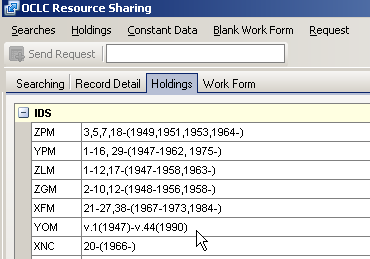 OCLC Resource Sharing
Searches Holdings Constant Data Blank Work Form Request
Send Request
Searching Record Detail Holdings Work Form
IDS
ZPM 3,5,7,18-(1949,1951,1953,1964-)
YPM 1-16, 29-(1947-1962, 1975-)
ZLM 1-12,17-(1947-1958,1963-)
ZGM 2-10,12-(1948-1956,1958-)
XFM 21-27,38-(1967-1973,1984-)
YOM v.1(1947)-v.44(1990)
XNC 20-(1966-)